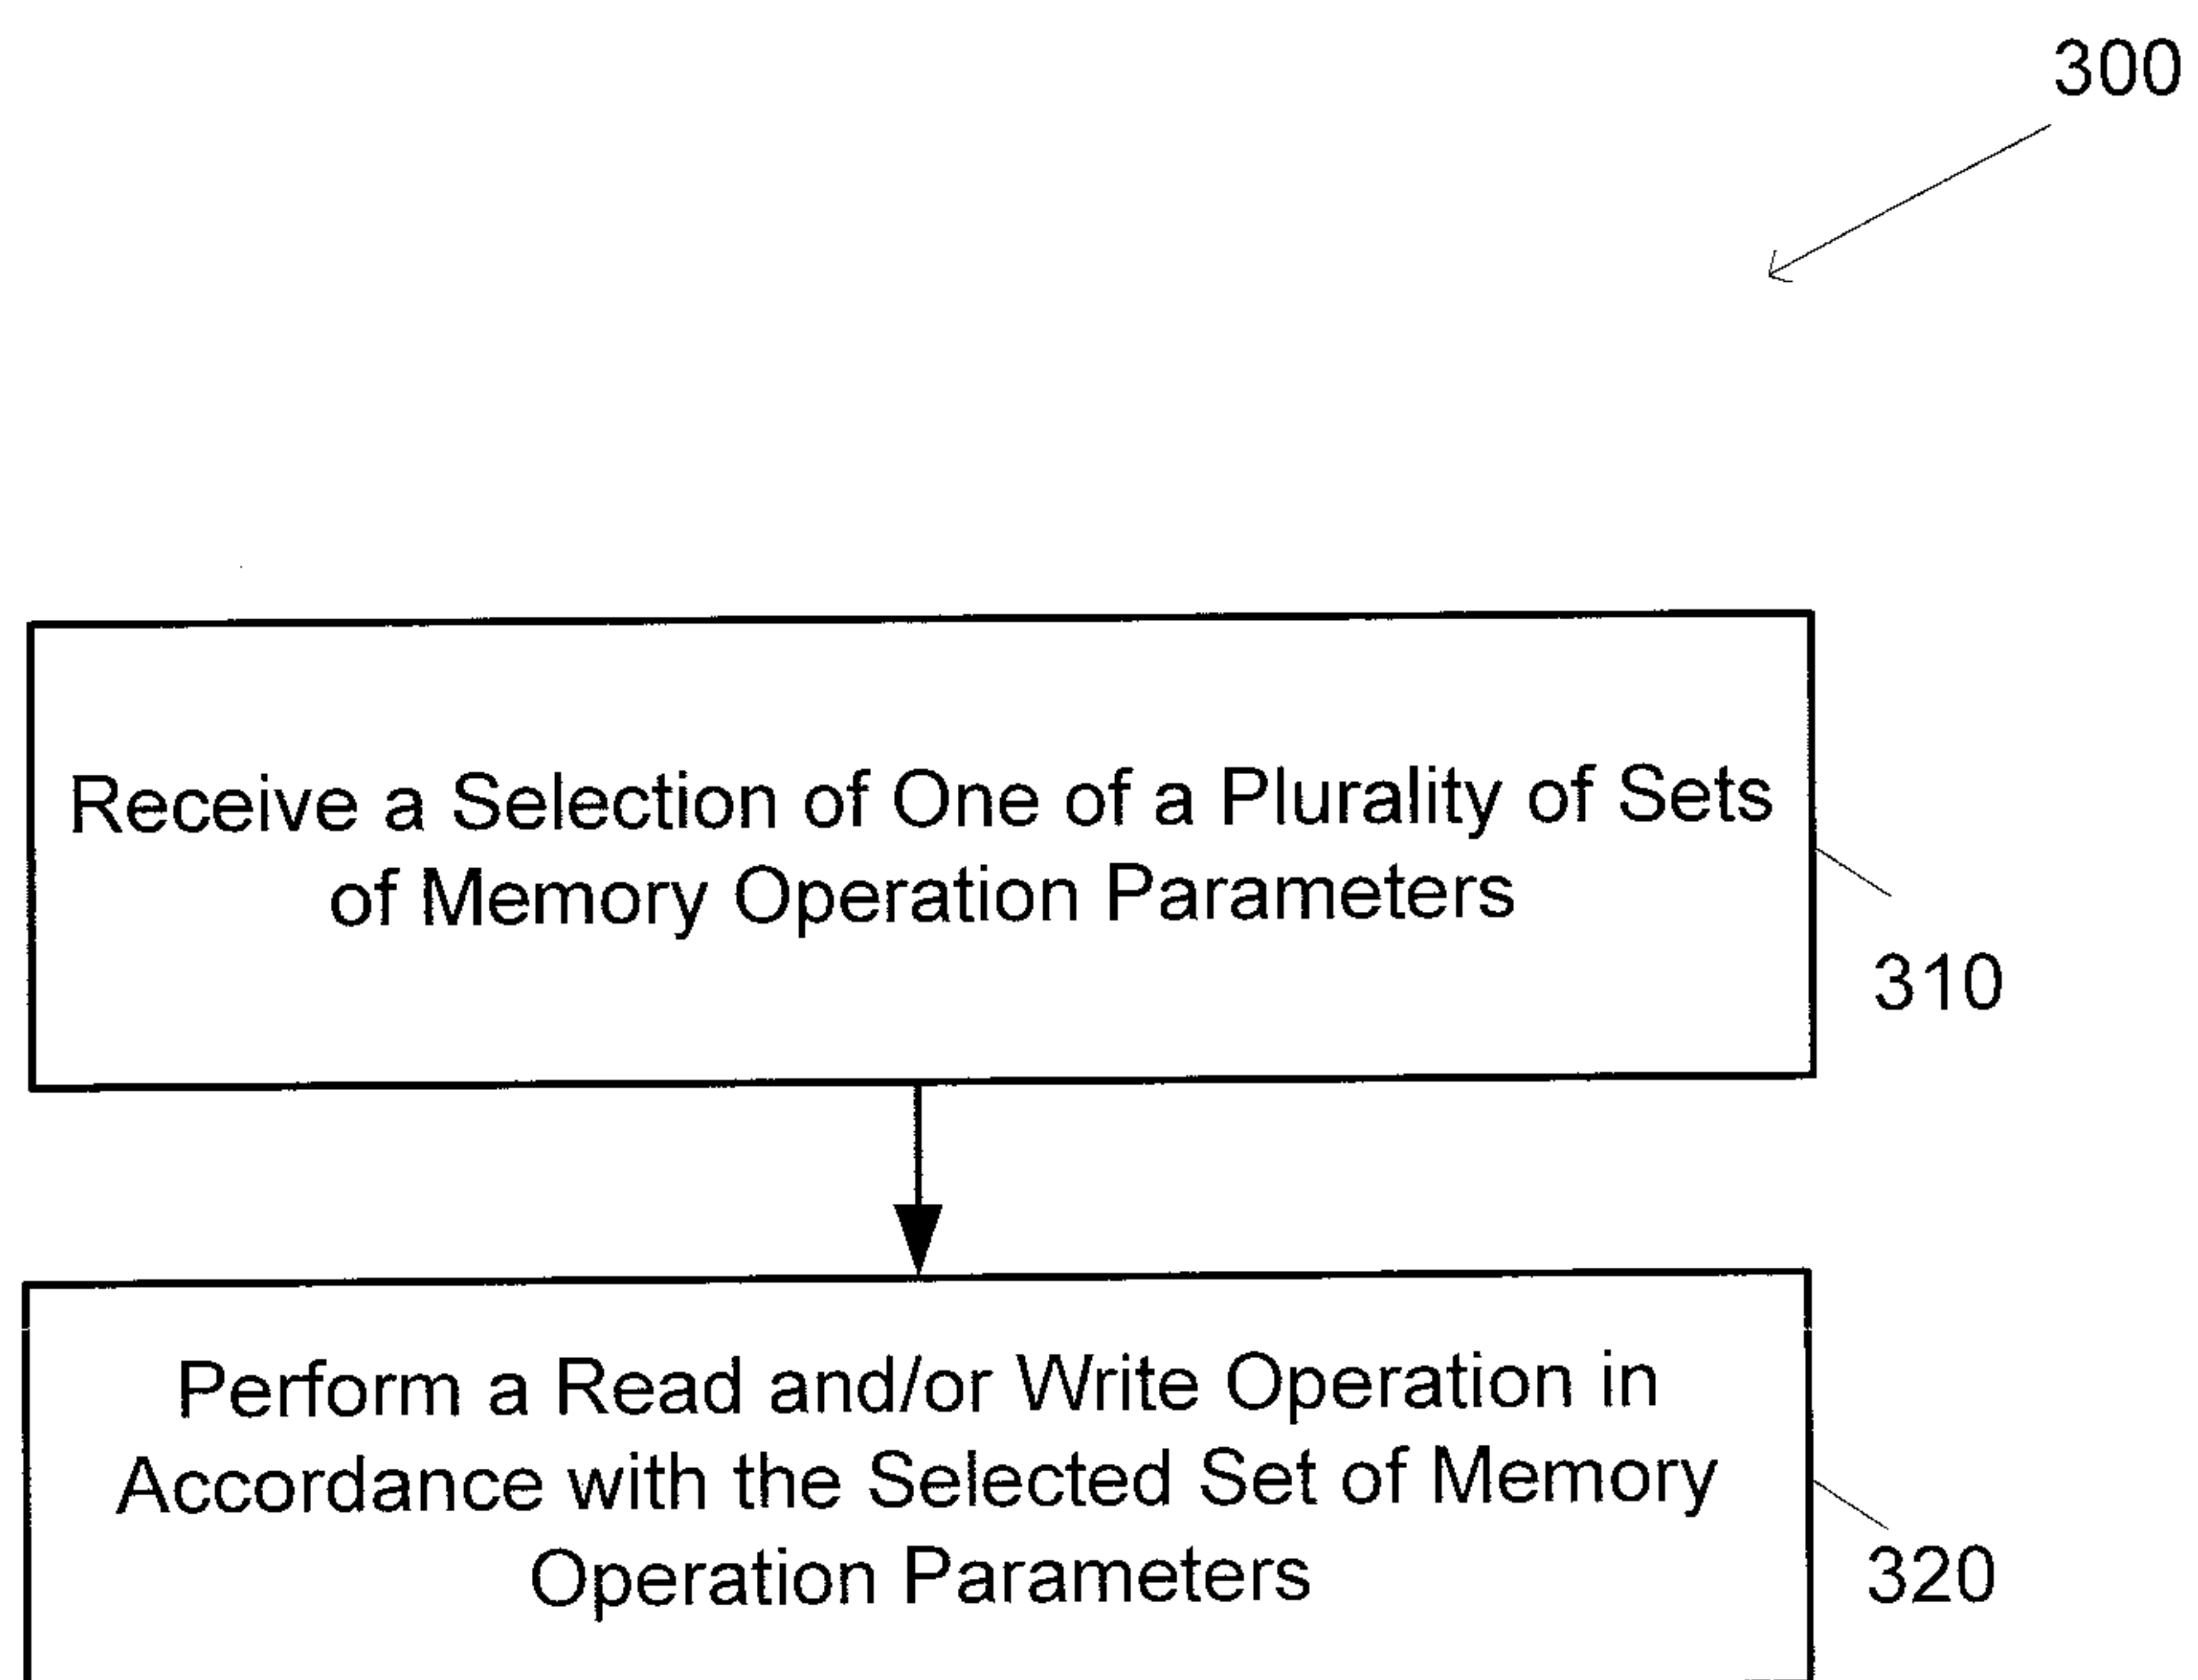 300
Receive a Selection of One of a Plurality of Sets
of Memory Operation Parameters
310
Perform a Read and/or Write Operation in
Accordance with the Selected Set of Memory
Operation Parameters
320